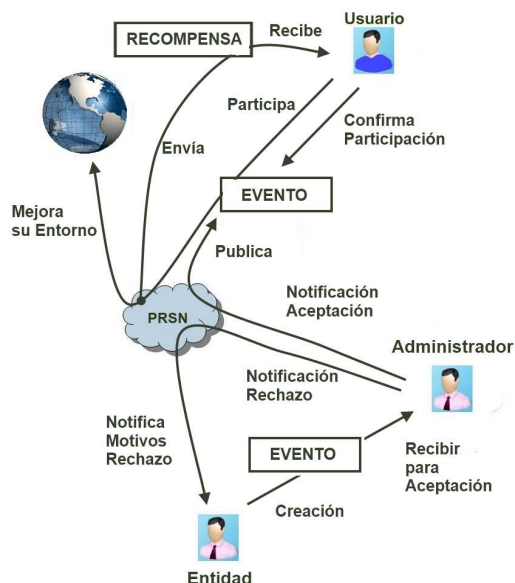 Usuario
Recibe
RECOMPENSA
Participa
Confirma
Participación
Envía
EVENTO
Mejora
su Entorno
Publica
Notificación
Aceptación
PRSN
Administrador
Notificación
Rechazo
Notifica
Motivos
Rechazo
EVENTO
Recibir
para
Aceptación
Creación
Entidad